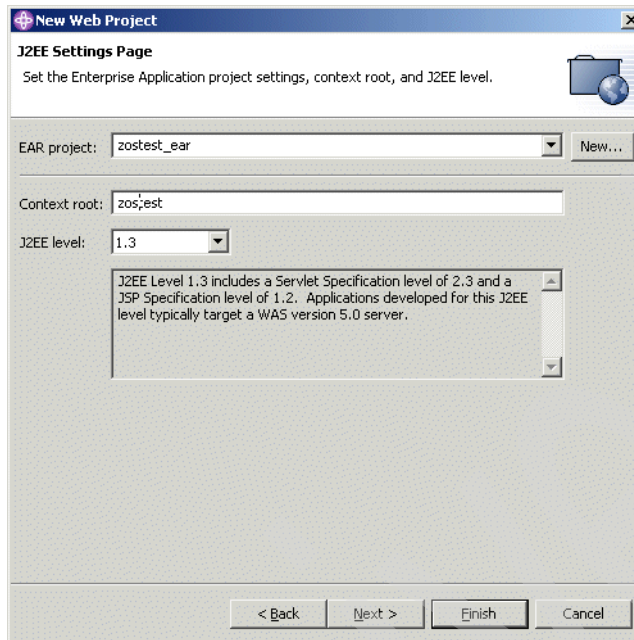 New Web Project
J2EE Settings Page
Set the Enterprise Application project settings, context root, and J2EE level.
EAR project: zostest_ear New...
Context root: zostest
J2EE level: 1.3
J2EE Level 1.3 includes a Servlet Specification level of 2.3 and a
JSP Specification level of 1.2. Applications developed for this J2EE
level typically target a WAS version 5.0 server.
< Back Next > Finish Cancel